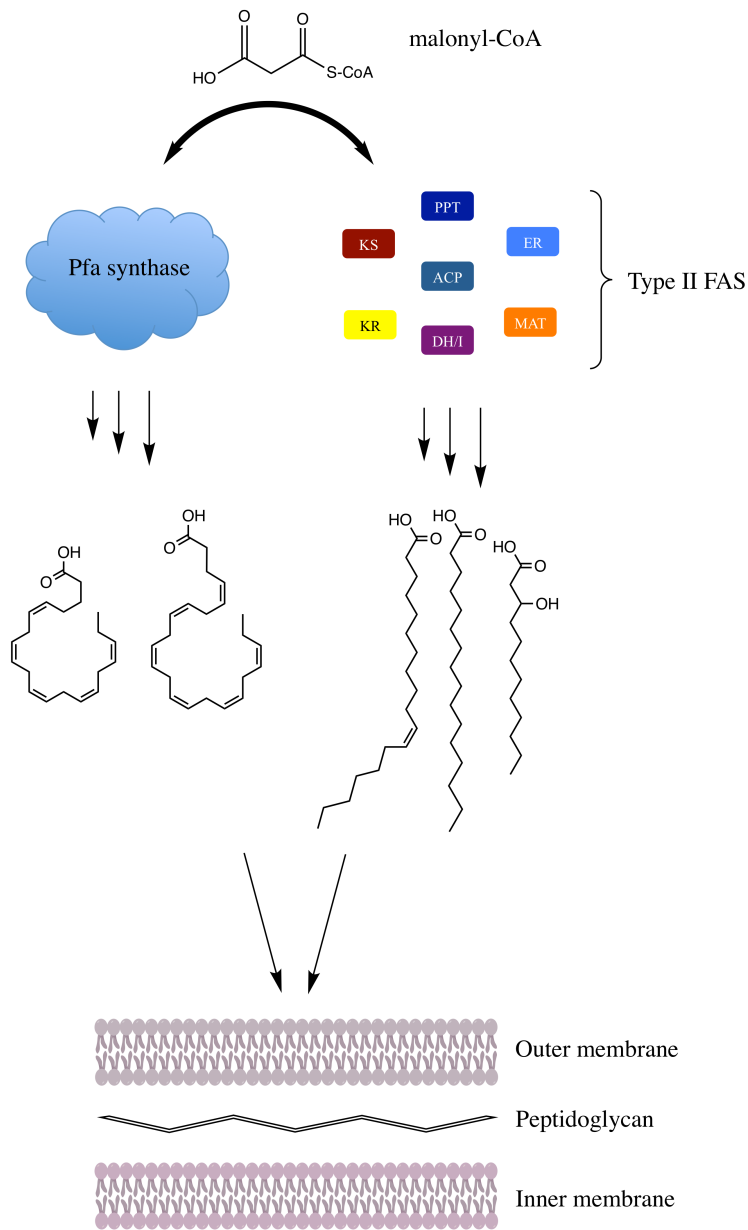 O O
malonyl-CoA
HO S-CoA
PPT
KS ER
Pfa synthase
ACP
Type II FAS
KR MAT
DH/I
OH
O
HO O
HO O
HO O
OH
OH
O
Outer membrane
Peptidoglycan
Inner membrane